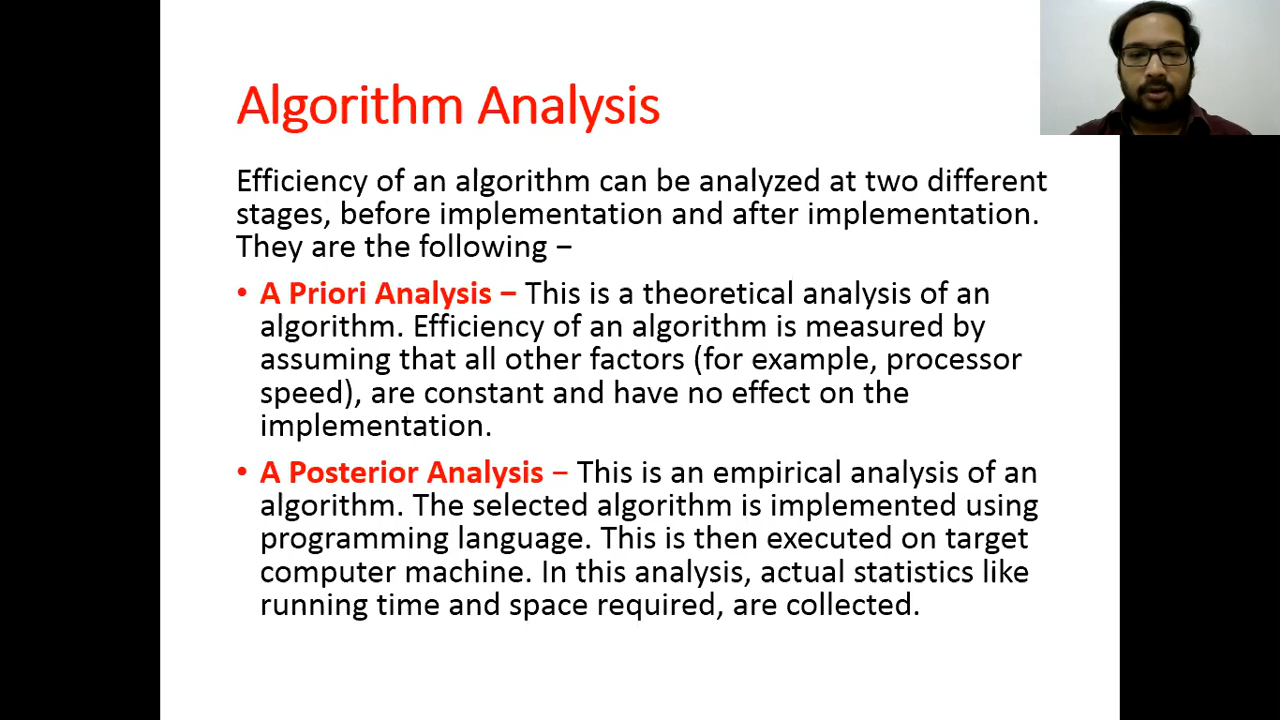 Algorithm Analysis
Efficiency of an algorithm can be analyzed at two different
stages, before implementation and after implementation.
They are the following −
• A Priori Analysis − This is a theoretical analysis of an
algorithm. Efficiency of an algorithm is measured by
assuming that all other factors (for example, processor
speed), are constant and have no effect on the
implementation.
• A Posterior Analysis − This is an empirical analysis of an
algorithm. The selected algorithm is implemented using
programming language. This is then executed on target
computer machine. In this analysis, actual statistics like
running time and space required, are collected.